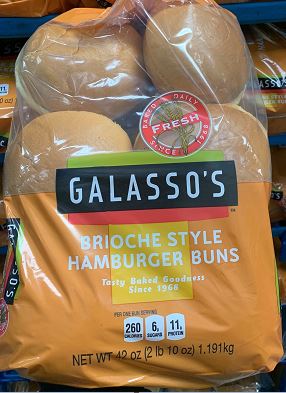 BAKED DAILY
FRESH
SINCE 1968
GALASSO'S
BRIOCHE STYLE
HAMBURGER BUNS
Tasty Baked Goodness
Since 1968
PER ONE BUN SERVING
260 6g 11g
CALORIES SUGARS PROTEIN
NET WT 42 oz (2 lb 10 oz) 1.191kg
GALASSO
O'S